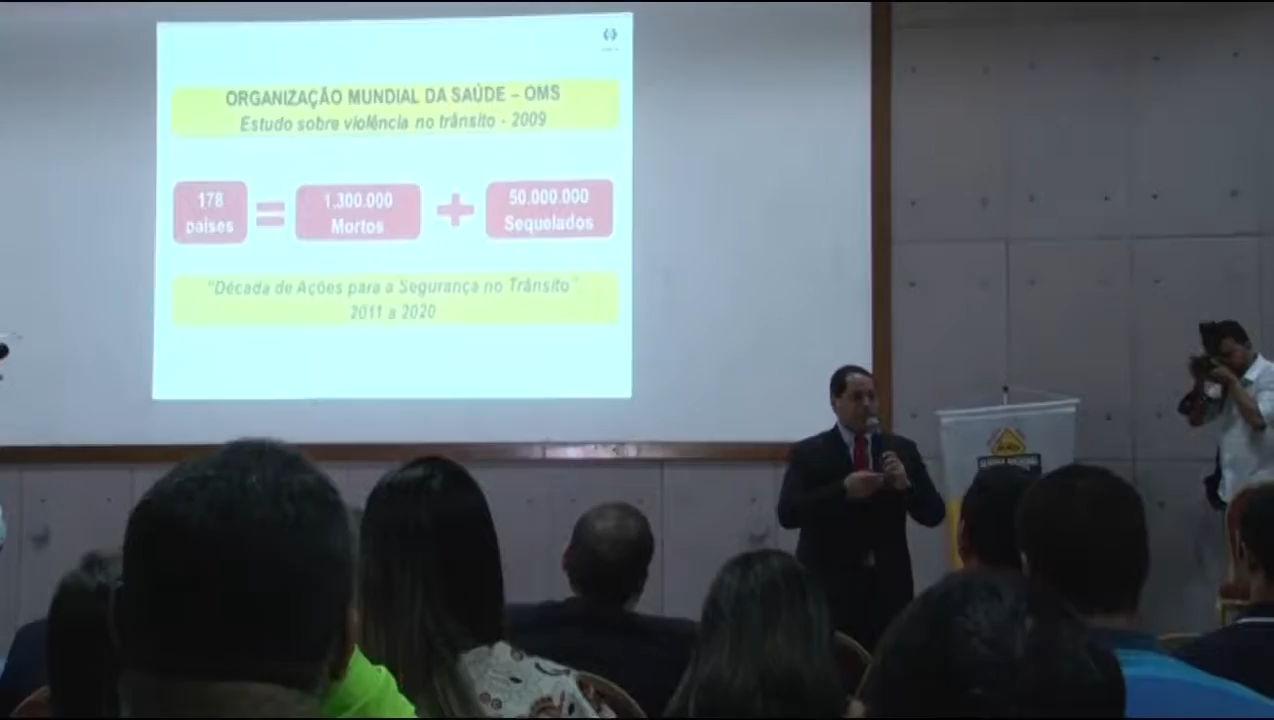 ORGANIZAÇÃO MUNDIAL DA SAÚDE – OMS
Estudo sobre violência no trânsito - 2009
178
países
=
1.300.000
Mortos
+
50.000.000
Sequelados
"Década de Ações para a Segurança no Trânsito"
2011 a 2020